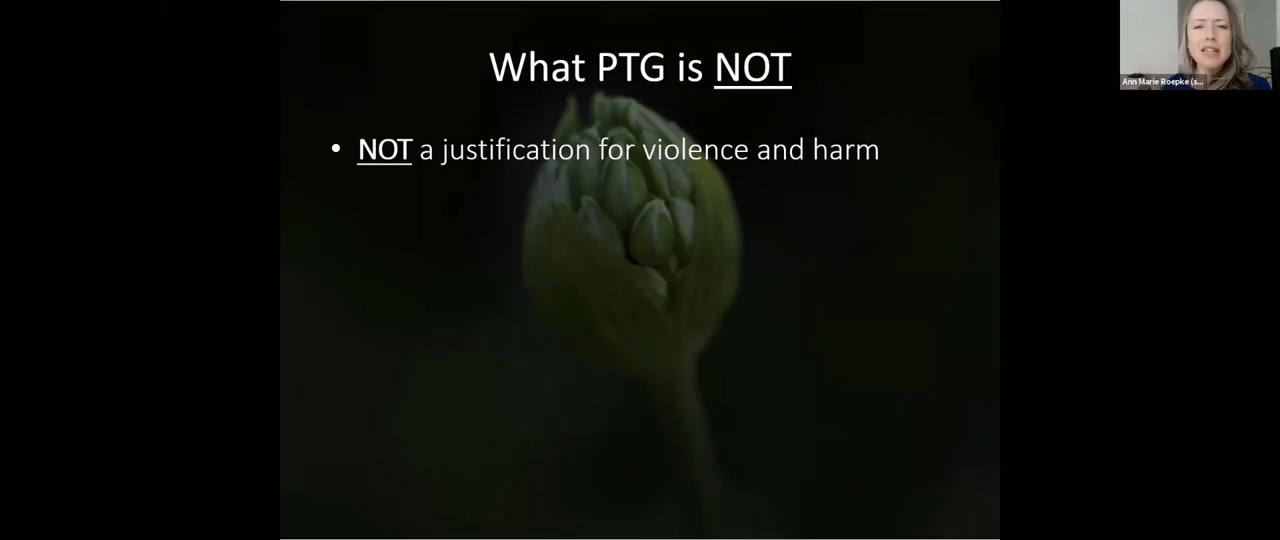 What PTG is NOT
• NOT a justification for violence and harm
Ann Marie Roepke (s...